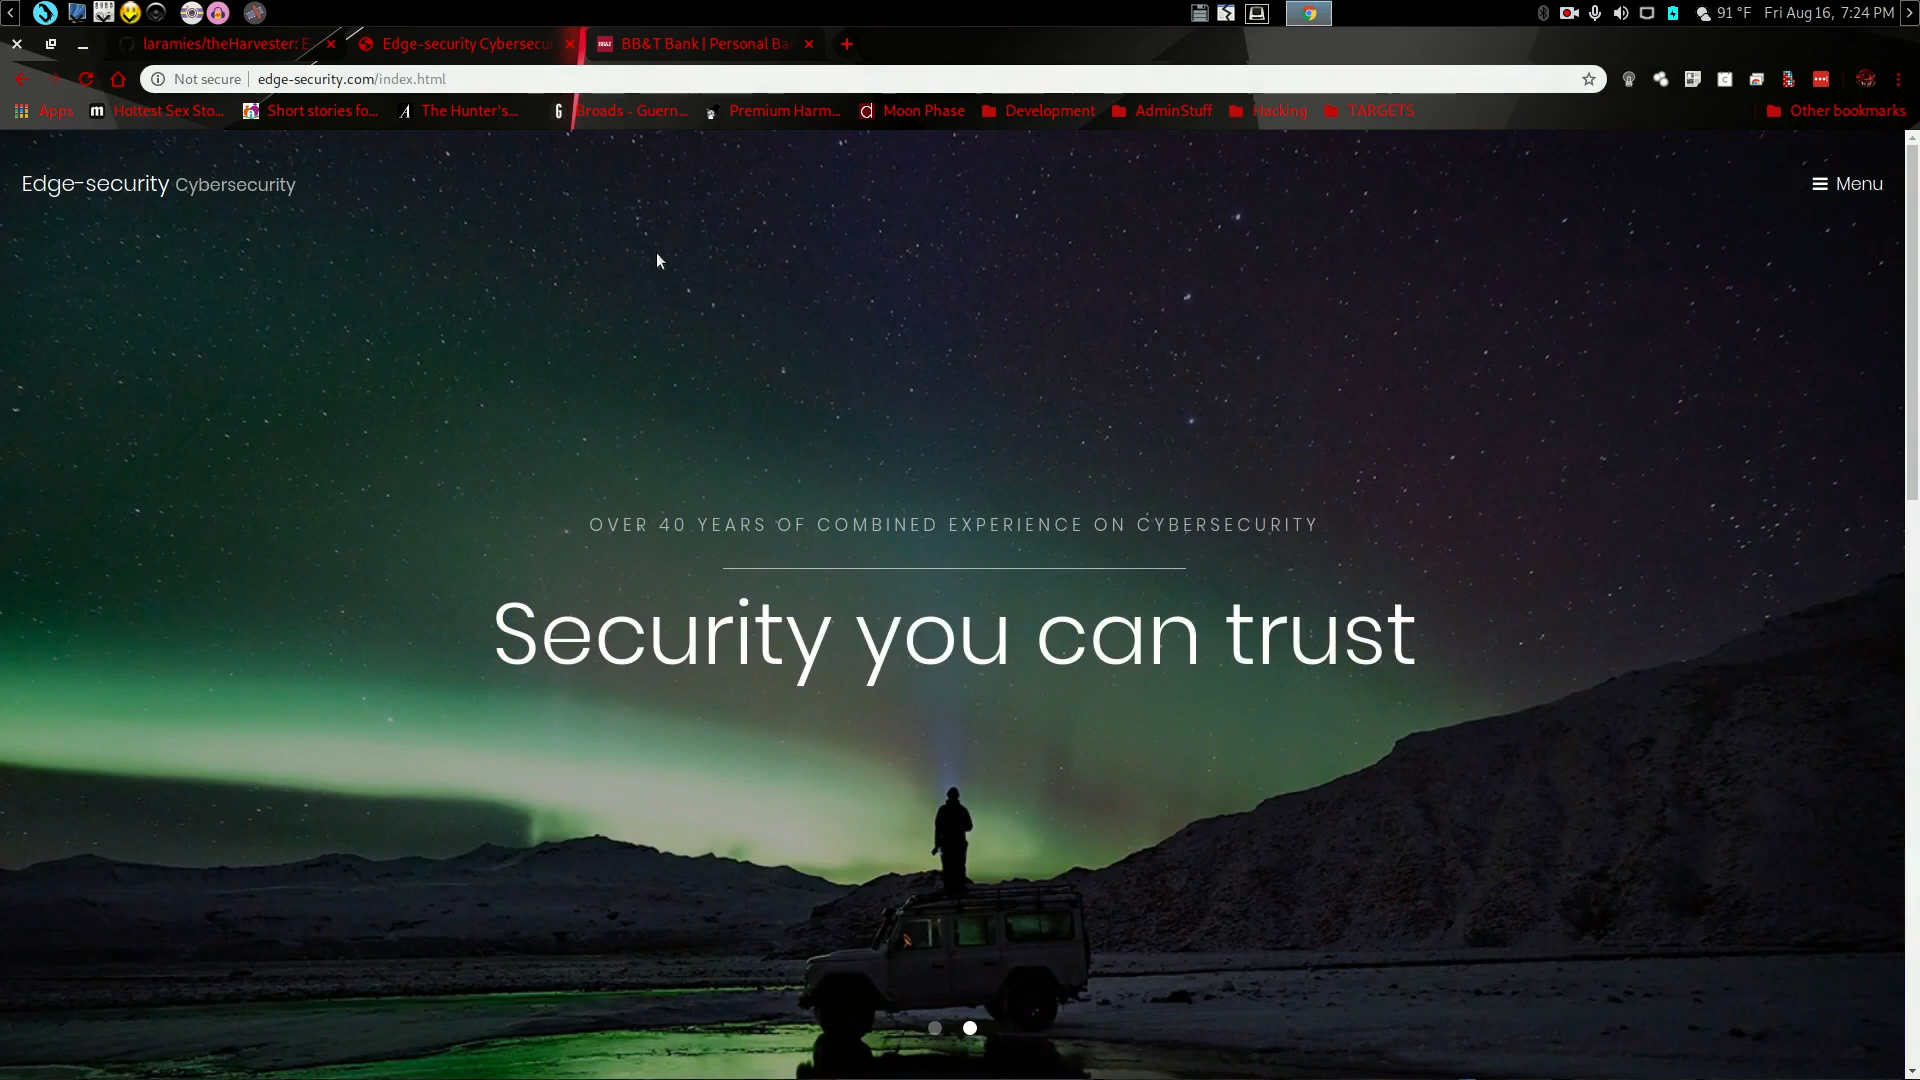 91 °F Fri Aug 16, 7:24 PM
laramies/theHarvester: E
Edge-security Cybersecur
BB&T Bank | Personal Ba
Not secure | edge-security.com/index.html
Apps
Hottest Sex Sto...
Short stories fo...
The Hunter's...
Broads - Guern...
Premium Harm...
Moon Phase
Development
AdminStuff
Hacking
TARGETS
Other bookmarks
Edge-security Cybersecurity
Menu
OVER 40 YEARS OF COMBINED EXPERIENCE ON CYBERSECURITY
Security you can trust